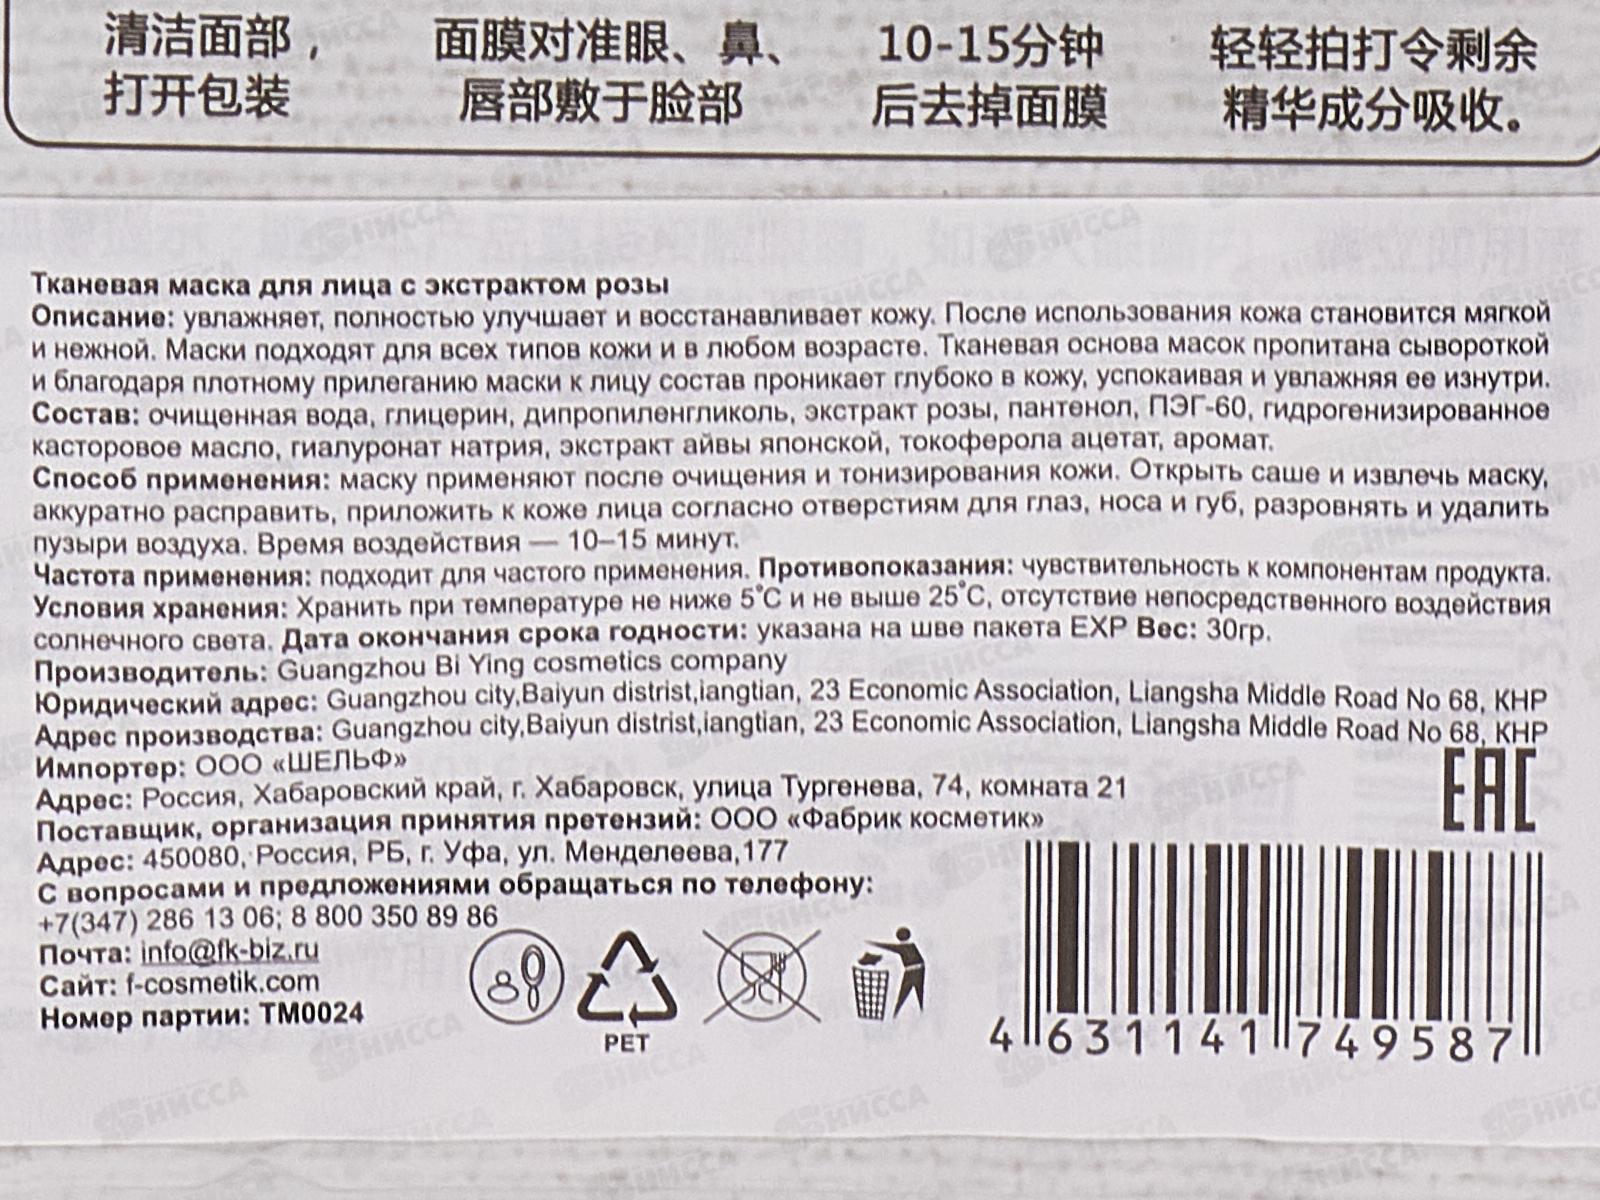 清洁面部，
打开包装
面膜对准眼、鼻、
唇部敷于脸部
10-15分钟
后去掉面膜
轻轻拍打令剩余
精华成分吸收。
Тканевая маска для лица с экстрактом розы
Описание: увлажняет, полностью улучшает и восстанавливает кожу. После использования кожа становится мягкой
и нежной. Маски подходят для всех типов кожи и в любом возрасте. Тканевая основа масок пропитана сывороткой
и благодаря плотному прилеганию маски к лицу состав проникает глубоко в кожу, успокаивая и увлажняя ее изнутри.
Состав: очищенная вода, глицерин, дипропиленгликоль, экстракт розы, пантенол, ПЭГ-60, гидрогенизированное
касторовое масло, гиалуронат натрия, экстракт айвы японской, токоферола ацетат, аромат.
Способ применения: маску применяют после очищения и тонизирования кожи. Открыть саше и извлечь маску,
аккуратно расправить, приложить к коже лица согласно отверстиям для глаз, носа и губ, разровнять и удалить
пузыри воздуха. Время воздействия — 10–15 минут.
Частота применения: подходит для частого применения. Противопоказания: чувствительность к компонентам продукта.
Условия хранения: Хранить при температуре не ниже 5°C и не выше 25°C, отсутствие непосредственного воздействия
солнечного света. Дата окончания срока годности: указана на шве пакета EXP Вес: 30гр.
Производитель: Guangzhou Bi Ying cosmetics company
Юридический адрес: Guangzhou city,Baiyun distrist,iangtian, 23 Economic Association, Liangsha Middle Road No 68, КНР
Адрес производства: Guangzhou city,Baiyun distrist,iangtian, 23 Economic Association, Liangsha Middle Road No 68, КНР
Импортер: ООО «ШЕЛЬФ»
Адрес: Россия, Хабаровский край, г. Хабаровск, улица Тургенева, 74, комната 21
Поставщик, организация принятия претензий: ООО «Фабрик косметик»
Адрес: 450080, Россия, РБ, г. Уфа, ул. Менделеева,177
С вопросами и предложениями обращаться по телефону:
+7(347) 286 13 06; 8 800 350 89 86
Почта: info@fk-biz.ru
Сайт: f-cosmetik.com
Номер партии: ТМ0024
PET
EAC
4 631141 749587